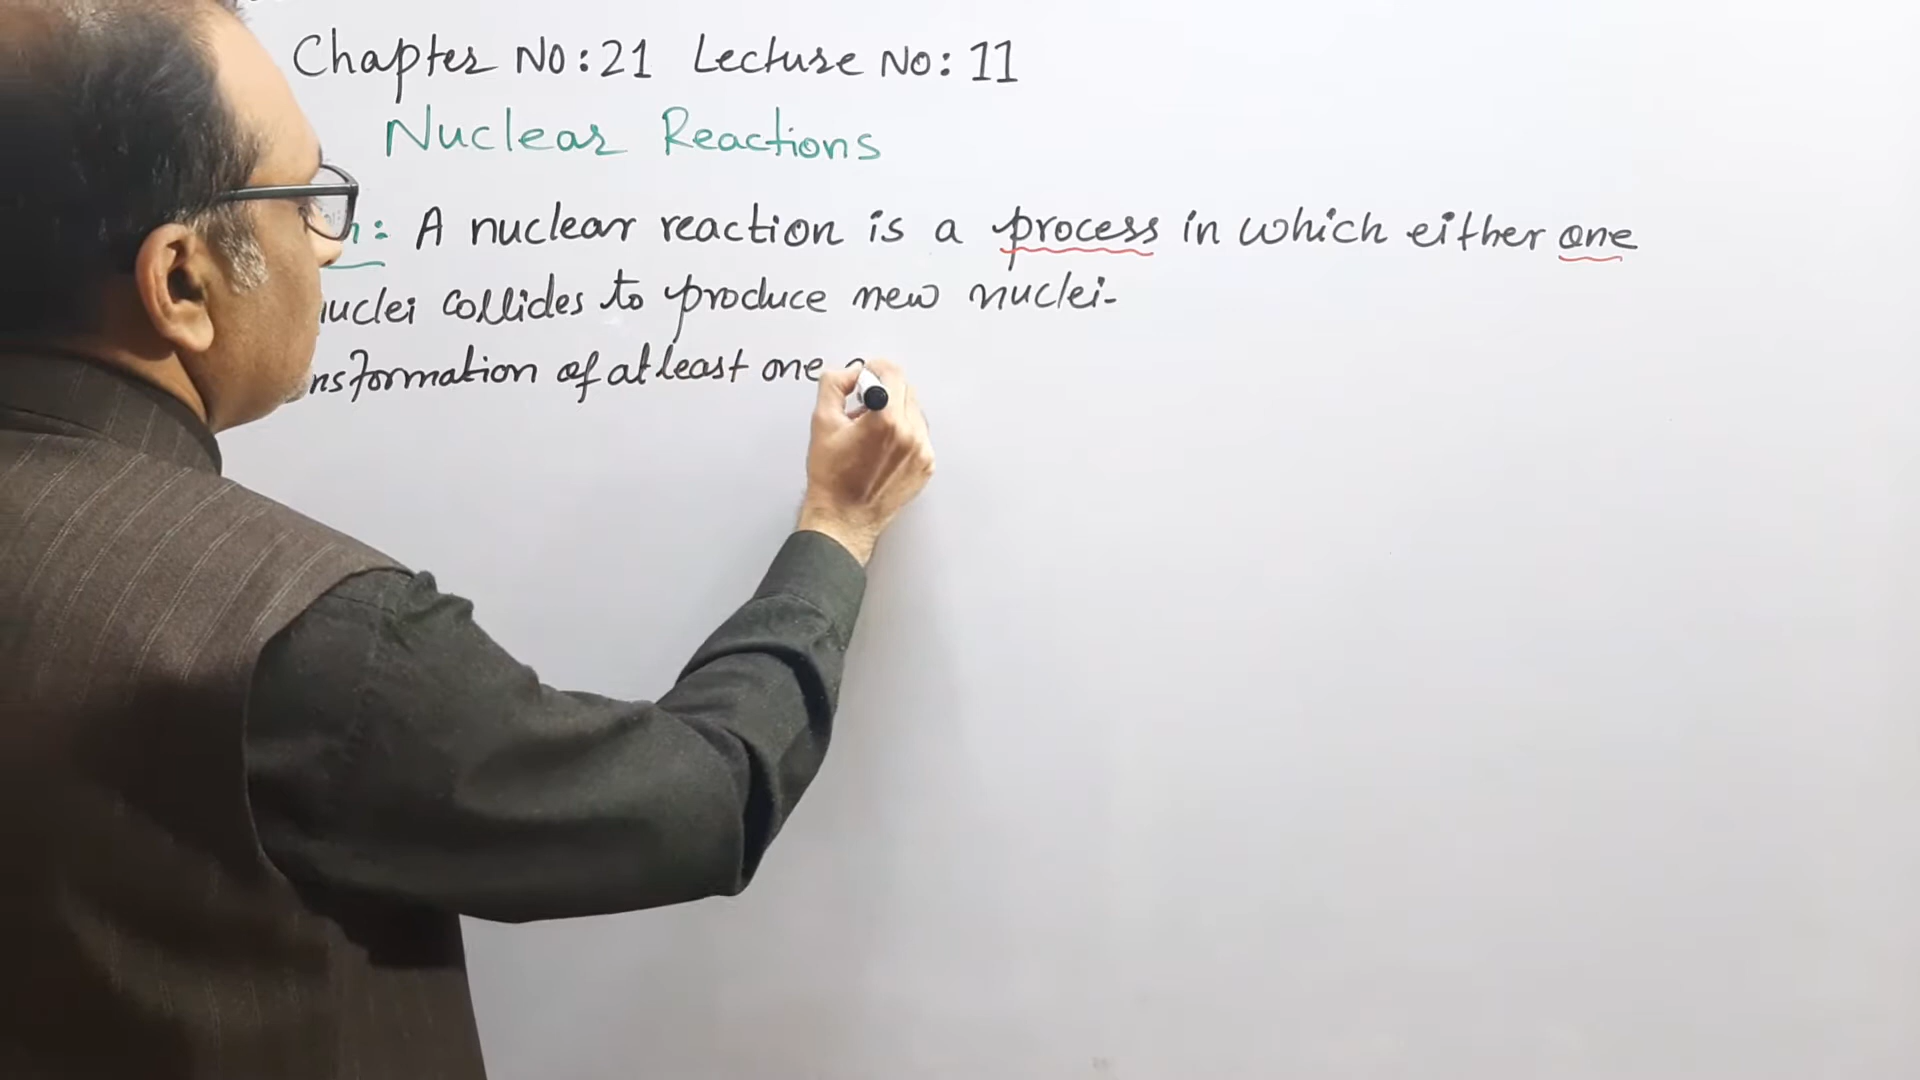 Chapter No:21 Lecture No:11
Nuclear Reactions
A nuclear reaction is a process in which either one
nuclei collides to produce new nuclei.
of atleast one